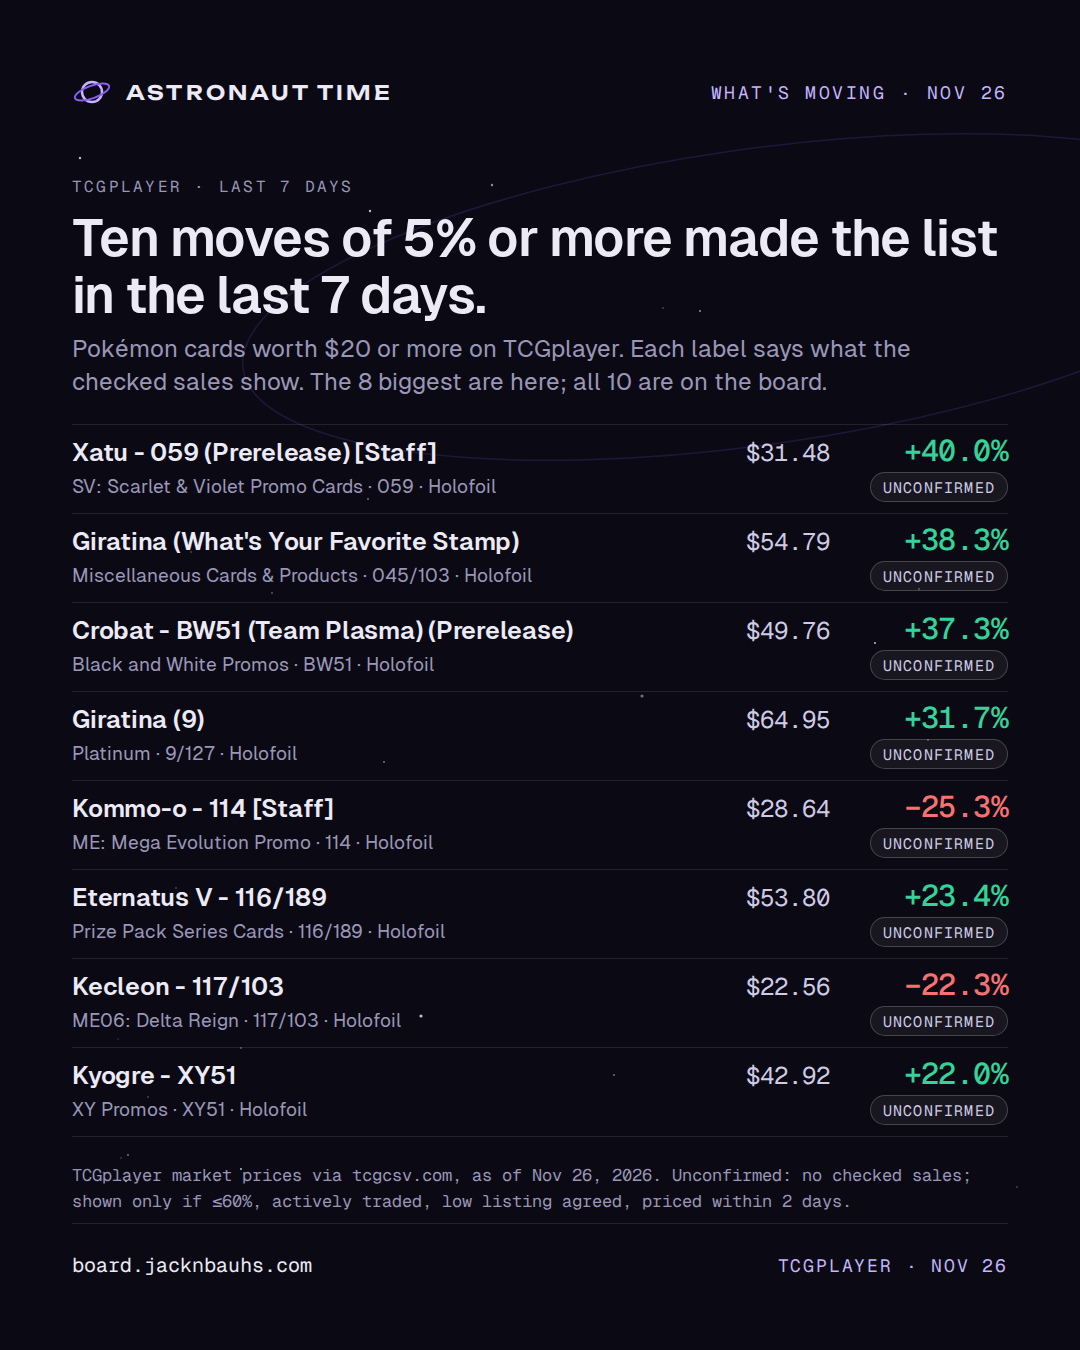 ASTRONAUT TIME
WHAT'S MOVING · NOV 26
TCGPLAYER · LAST 7 DAYS
Ten moves of 5% or more made the list
in the last 7 days.
Pokémon cards worth $20 or more on TCGplayer. Each label says what the
checked sales show. The 8 biggest are here; all 10 are on the board.
Xatu - 059 (Prerelease) [Staff] $31.48 +40.0%
SV: Scarlet & Violet Promo Cards · 059 · Holofoil UNCONFIRMED
Giratina (What's Your Favorite Stamp) $54.79 +38.3%
Miscellaneous Cards & Products · 045/103 · Holofoil UNCONFIRMED
Crobat - BW51 (Team Plasma) (Prerelease) $49.76 +37.3%
Black and White Promos · BW51 · Holofoil UNCONFIRMED
Giratina (9) $64.95 +31.7%
Platinum · 9/127 · Holofoil UNCONFIRMED
Kommo-o - 114 [Staff] $28.64 −25.3%
ME: Mega Evolution Promo · 114 · Holofoil UNCONFIRMED
Eternatus V - 116/189 $53.80 +23.4%
Prize Pack Series Cards · 116/189 · Holofoil UNCONFIRMED
Kecleon - 117/103 $22.56 −22.3%
ME06: Delta Reign · 117/103 · Holofoil UNCONFIRMED
Kyogre - XY51 $42.92 +22.0%
XY Promos · XY51 · Holofoil UNCONFIRMED
TCGplayer market prices via tcgcsv.com, as of Nov 26, 2026. Unconfirmed: no checked sales;
shown only if ≤60%, actively traded, low listing agreed, priced within 2 days.
board.jacknbauhs.com
TCGPLAYER · NOV 26